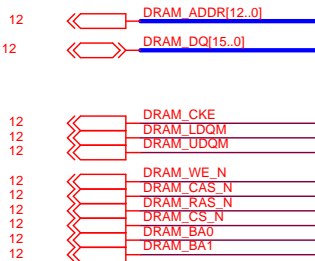 12 DRAM_ADDR[12..0]
12 DRAM_DQ[15..0]
12 DRAM_CKE
12 DRAM_LDQM
12 DRAM_UDQM
12 DRAM_WE_N
12 DRAM_CAS_N
12 DRAM_RAS_N
12 DRAM_CS_N
12 DRAM_BA0
12 DRAM_BA1